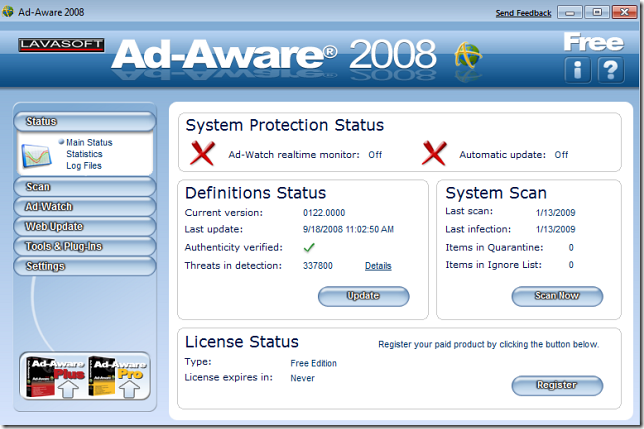 Ad-Aware 2008
Send Feedback
LAVASOFT
Ad-Aware® 2008
Free
i ?
Status
Main Status
Statistics
Log Files
Scan
Ad-Watch
Web Update
Tools & Plug-Ins
Settings
Ad-Aware Plus
Ad-Aware Pro
System Protection Status
Ad-Watch realtime monitor: Off
Automatic update: Off
Definitions Status
Current version: 0122.0000
Last update: 9/18/2008 11:02:50 AM
Authenticity verified:
Threats in detection: 337800 Details
Update
System Scan
Last scan: 1/13/2009
Last infection: 1/13/2009
Items in Quarantine: 0
Items in Ignore List: 0
Scan Now
License Status
Register your paid product by clicking the button below.
Type: Free Edition
License expires in: Never
Register